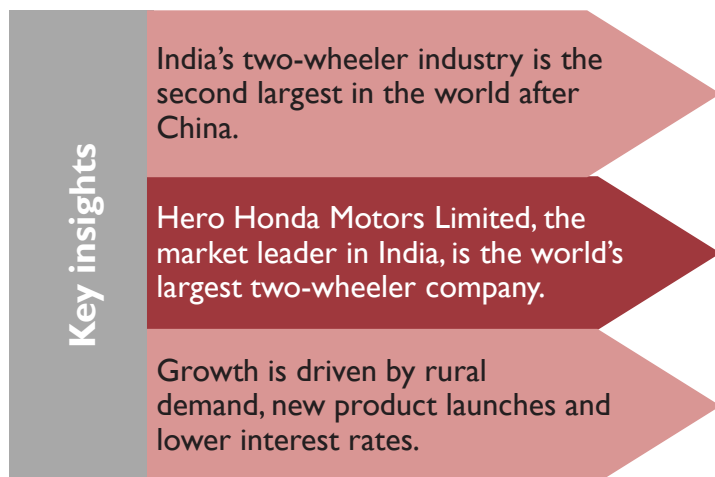 Key insights
India’s two-wheeler industry is the
second largest in the world after
China.
Hero Honda Motors Limited, the
market leader in India, is the world’s
largest two-wheeler company.
Growth is driven by rural
demand, new product launches and
lower interest rates.